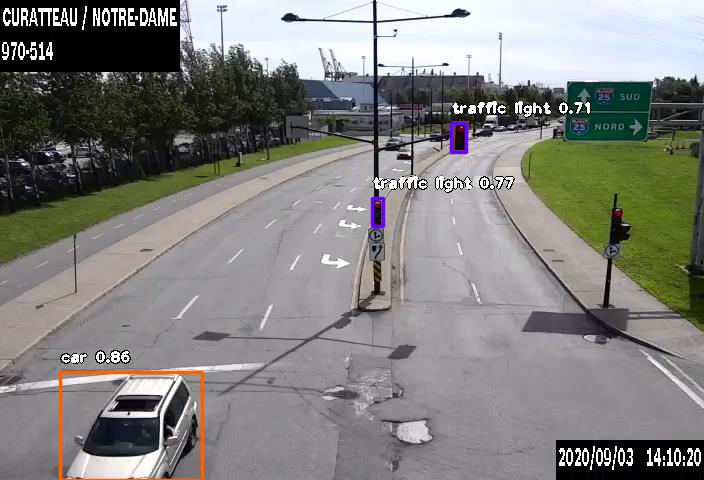 CURATTEAU / NOTRE-DAME
970-514
traffic light 0.71
25 SUD
25 NORD
traffic light 0.77
car 0.86
2020/09/03 14:10:20